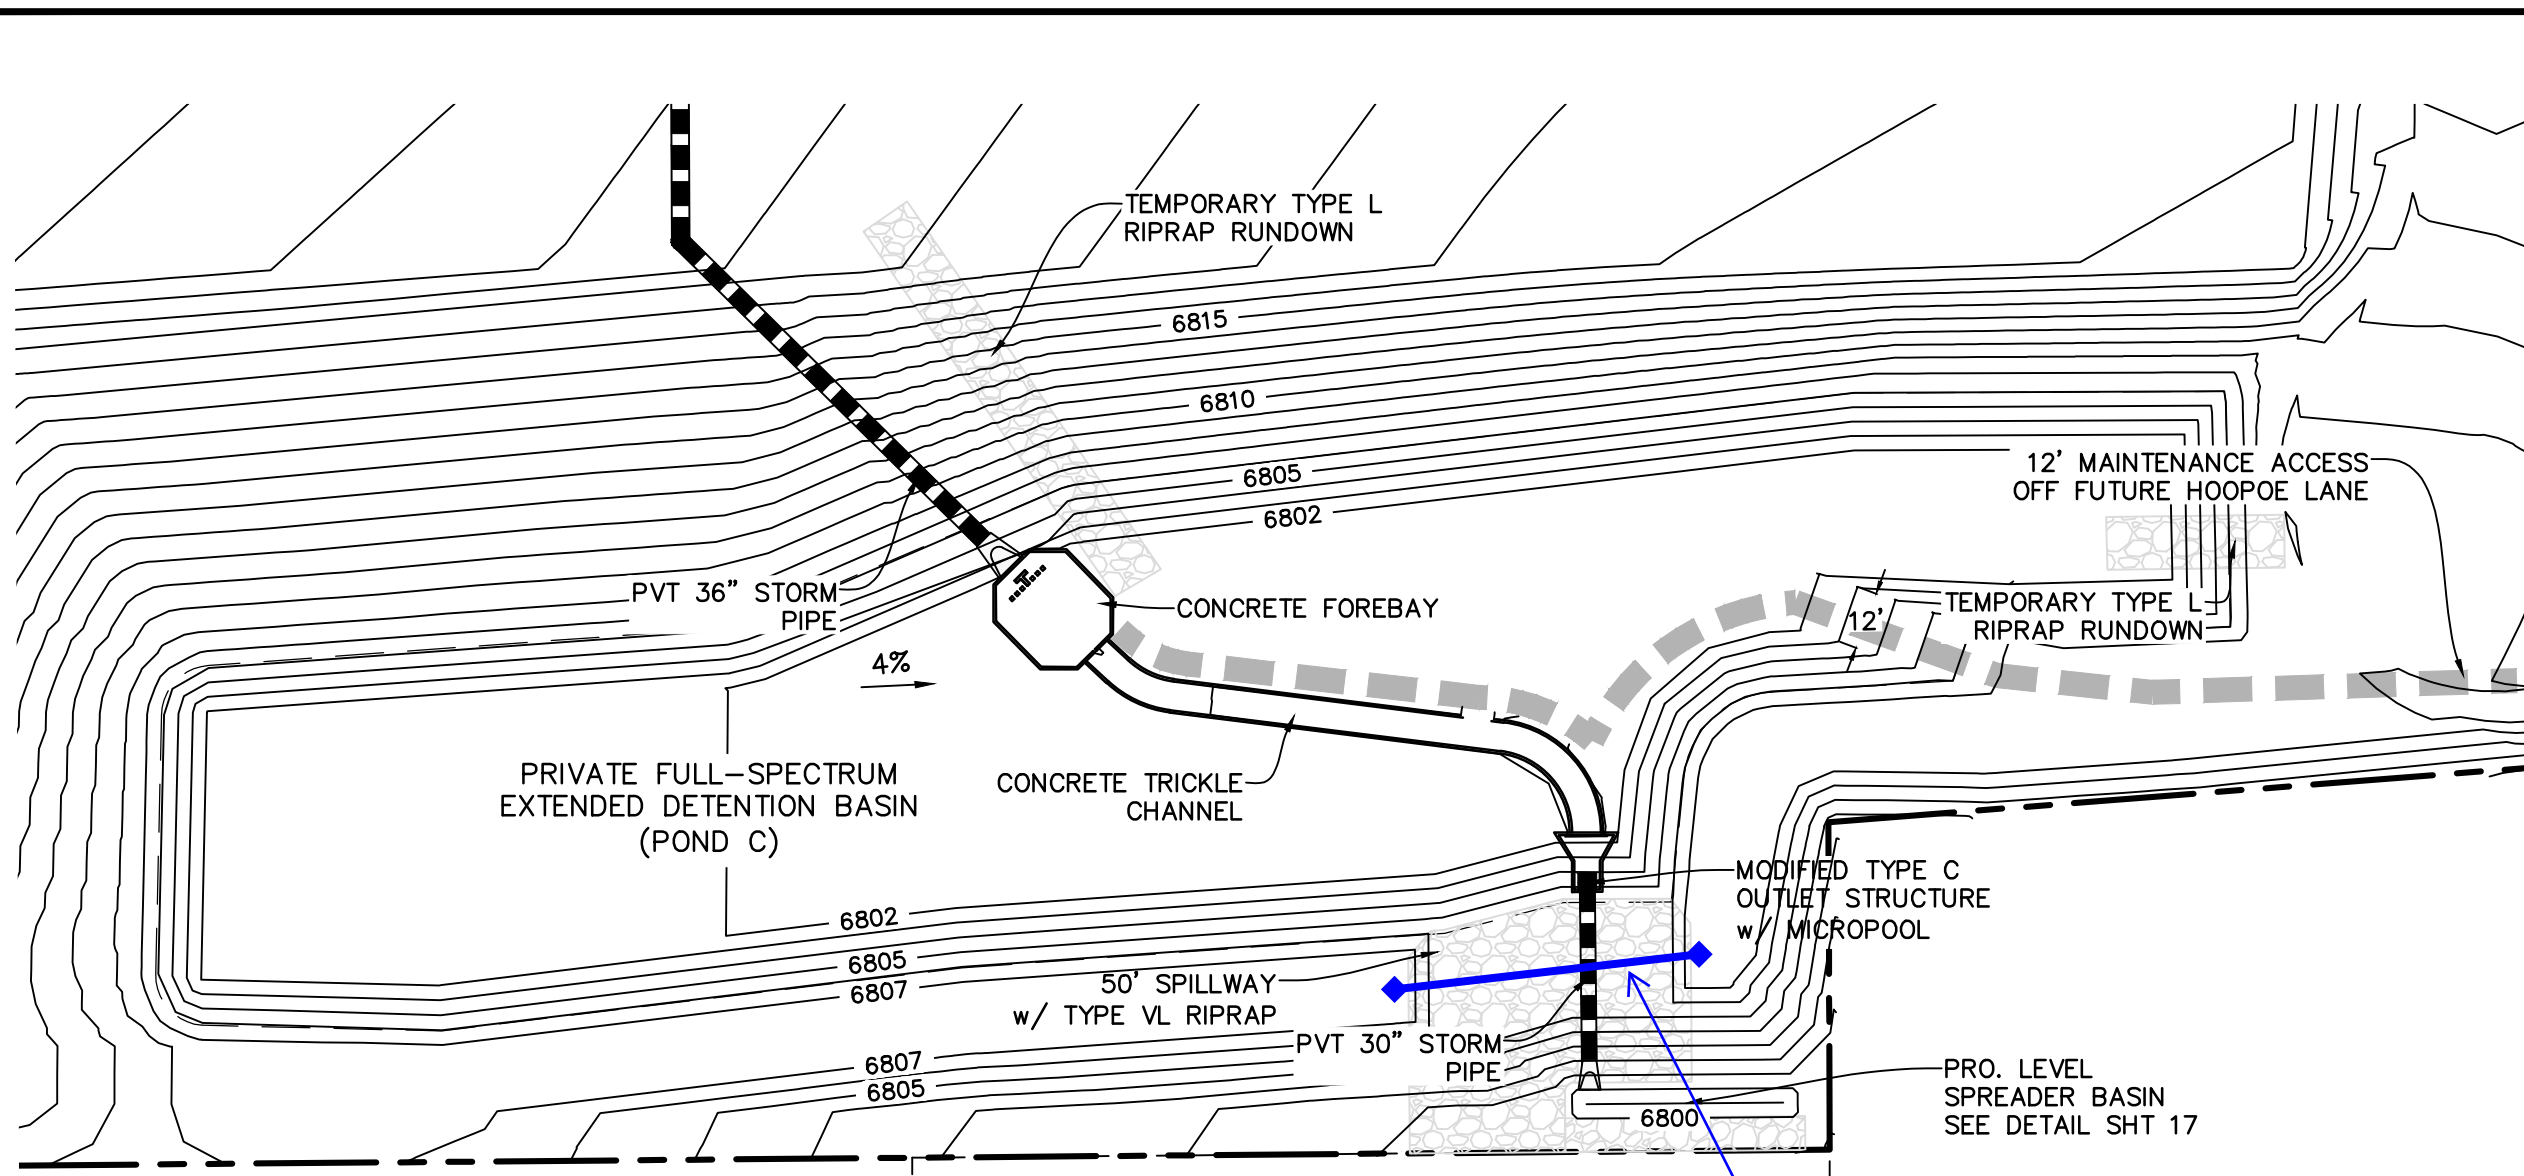 TEMPORARY TYPE L
RIPRAP RUNDOWN
6815
6810
6805
6802
12' MAINTENANCE ACCESS
OFF FUTURE HOOPOE LANE
PVT 36" STORM
PIPE
CONCRETE FOREBAY
12'
TEMPORARY TYPE L
RIPRAP RUNDOWN
4%
PRIVATE FULL-SPECTRUM
EXTENDED DETENTION BASIN
(POND C)
CONCRETE TRICKLE
CHANNEL
MODIFIED TYPE C
OUTLET STRUCTURE
w/ MICROPOOL
6802
6805
6807
50' SPILLWAY
w/ TYPE VL RIPRAP
PVT 30" STORM
PIPE
6807
6805
6800
PRO. LEVEL
SPREADER BASIN
SEE DETAIL SHT 17